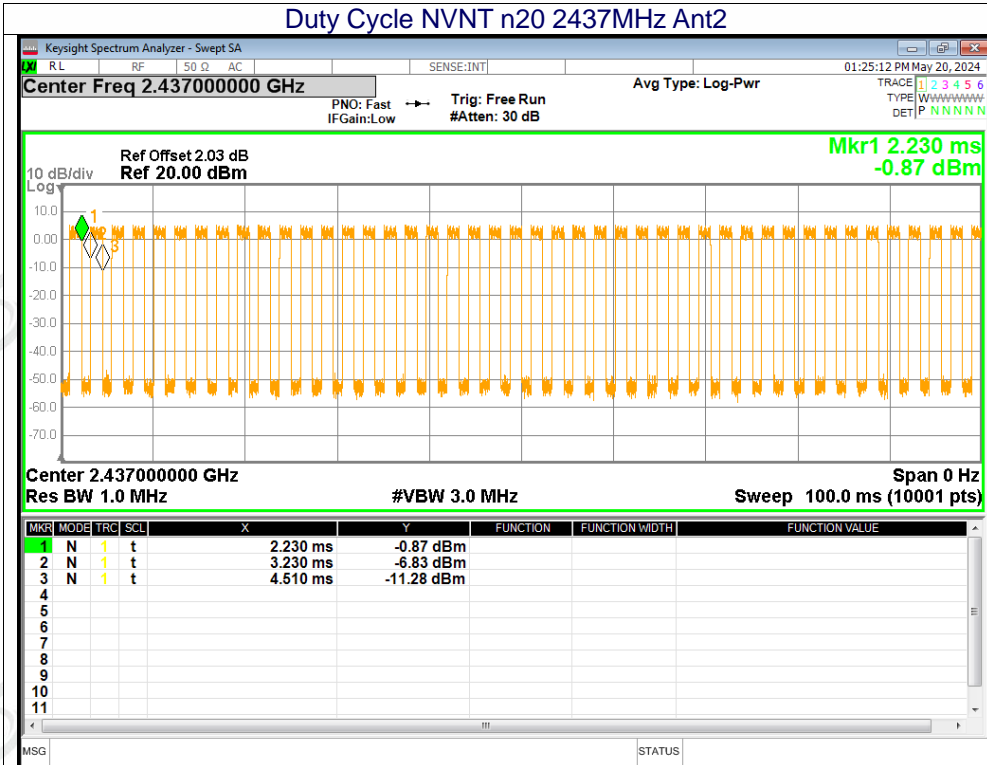 Duty Cycle NVNT n20 2437MHz Ant2
Keysight Spectrum Analyzer - Swept SA
LXI RL RF 50 Ω AC SENSE:INT 01:25:12 PM May 20, 2024
Center Freq 2.437000000 GHz
Avg Type: Log-Pwr
TRACE 1 2 3 4 5 6
PNO: Fast Trig: Free Run
TYPE WWWWWWW
IFGain:Low #Atten: 30 dB
DET P N N N N N
Mkr1 2.230 ms
-0.87 dBm
Ref Offset 2.03 dB
10 dB/div Ref 20.00 dBm
Log
10.0
0.00
-10.0
-20.0
-30.0
-40.0
-50.0
-60.0
-70.0
1
2
3
Center 2.437000000 GHz Span 0 Hz
Res BW 1.0 MHz #VBW 3.0 MHz Sweep 100.0 ms (10001 pts)
MKR MODE TRC SCL X Y FUNCTION FUNCTION WIDTH FUNCTION VALUE
1 N 1 t 2.230 ms -0.87 dBm
2 N 1 t 3.230 ms -6.83 dBm
3 N 1 t 4.510 ms -11.28 dBm
4
5
6
7
8
9
10
11
MSG STATUS